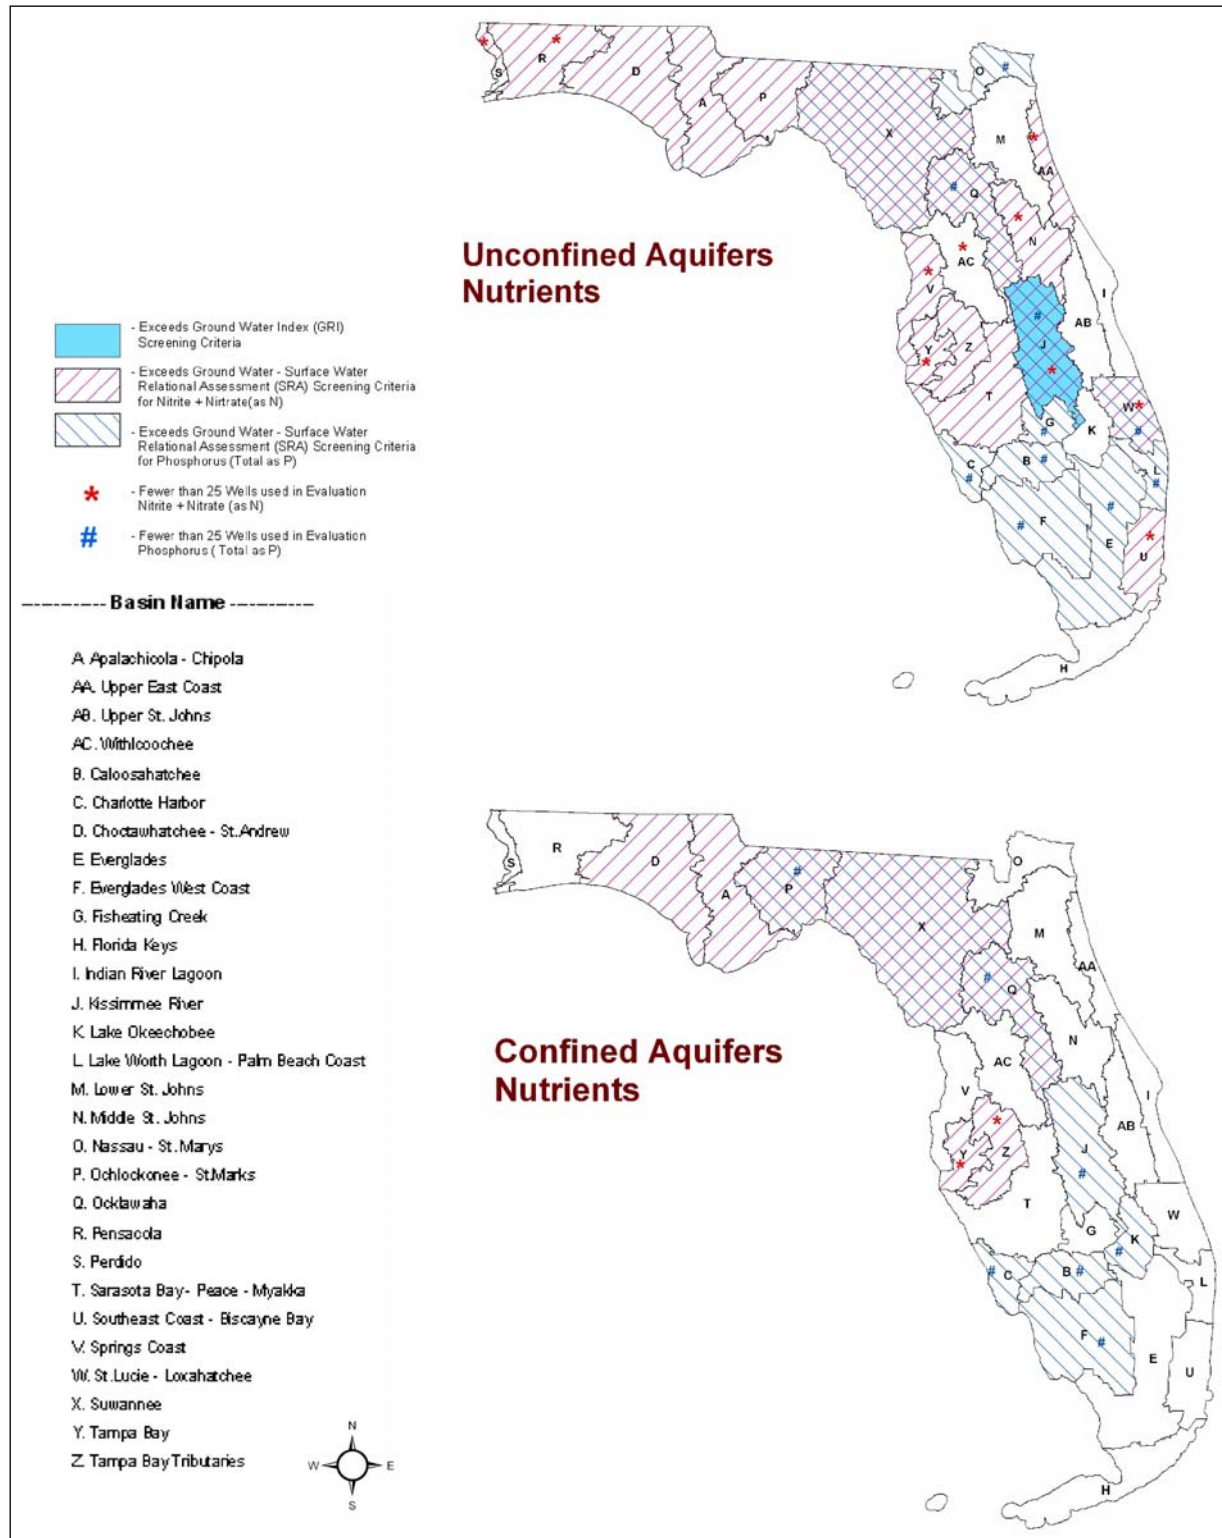 Unconfined Aquifers
Nutrients
- Exceeds Ground Water Index (GRI)
Screening Criteria
- Exceeds Ground Water - Surface Water
Relational Assessment (SRA) Screening Criteria
for Nitrite + Nirtrate(as N)
- Exceeds Ground Water - Surface Water
Relational Assessment (SRA) Screening Criteria
for Phosphorus (Total as P)
* - Fewer than 25 Wells used in Evaluation
Nitrite + Nitrate (as N)
# - Fewer than 25 Wells used in Evaluation
Phosphorus ( Total as P)
------------ Basin Name ------------
A. Apalachicola - Chipola
AA. Upper East Coast
AB. Upper St. Johns
AC. Withlcoochee
B. Caloosahatchee
C. Charlotte Harbor
D. Choctawhatchee - St. Andrew
E. Everglades
F. Everglades West Coast
G. Fisheating Creek
H. Florida Keys
I. Indian River Lagoon
J. Kissimmee River
K. Lake Okeechobee
L. Lake Worth Lagoon - Palm Beach Coast
M. Lower St. Johns
N. Middle St. Johns
O. Nassau - St. Marys
P. Ochlockonee - St.Marks
Q. Ocklawaha
R. Pensacola
S. Perdido
T. Sarasota Bay - Peace - Myakka
U. Southeast Coast - Biscayne Bay
V. Springs Coast
W. St.Lucie - Loxahatchee
X. Suwannee
Y. Tampa Bay
Z. Tampa Bay Tributaries
N
W E
S
S
R
*
*
D
A
P
X
O
#
M
*
AA
#
Q
*
N
*
AC
*
V
I
AB
#
J
*
Y
*
Z
T
W
*
#
G
#
K
C
#
B
#
L
#
F
#
#
E
*
U
H
Confined Aquifers
Nutrients
S
R
D
A
P
#
X
O
M
AA
#
Q
N
AC
V
I
AB
*
Y
*
Z
J
#
T
W
G
K
#
C
#
B
#
L
F
#
E
U
H